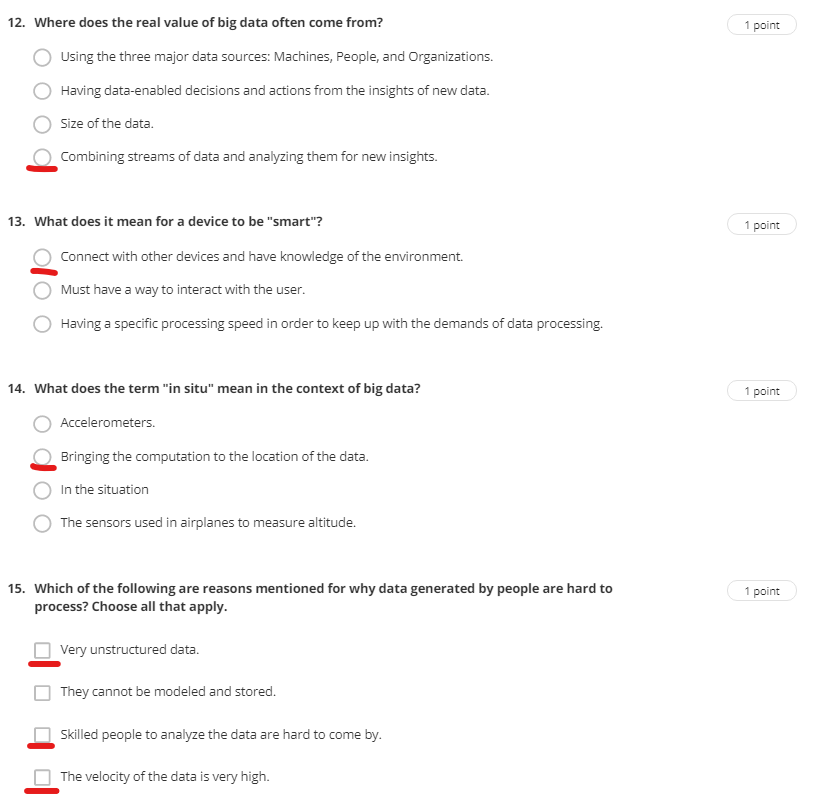 12. Where does the real value of big data often come from?
1 point
Using the three major data sources: Machines, People, and Organizations.
Having data-enabled decisions and actions from the insights of new data.
Size of the data.
Combining streams of data and analyzing them for new insights.
13. What does it mean for a device to be "smart"?
1 point
Connect with other devices and have knowledge of the environment.
Must have a way to interact with the user.
Having a specific processing speed in order to keep up with the demands of data processing.
14. What does the term "in situ" mean in the context of big data?
1 point
Accelerometers.
Bringing the computation to the location of the data.
In the situation
The sensors used in airplanes to measure altitude.
15. Which of the following are reasons mentioned for why data generated by people are hard to
process? Choose all that apply.
1 point
Very unstructured data.
They cannot be modeled and stored.
Skilled people to analyze the data are hard to come by.
The velocity of the data is very high.